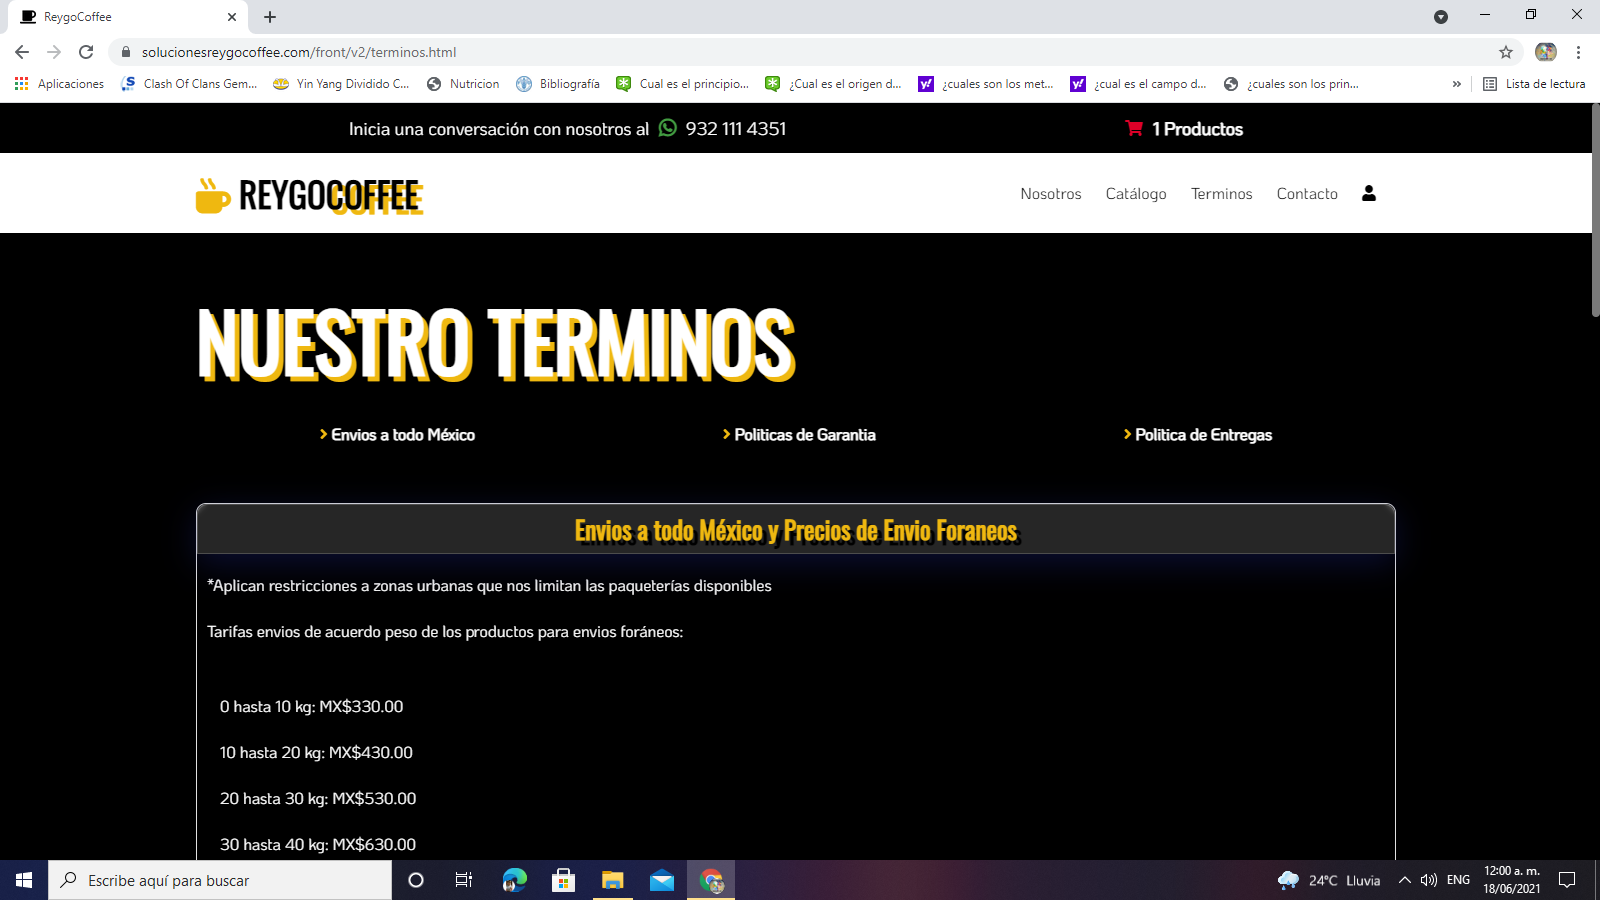 ReygoCoffee
solucionesreygocoffee.com/front/v2/terminos.html
Aplicaciones
Clash Of Clans Gem...
Yin Yang Dividido C...
Nutricion
Bibliografía
Cual es el principio...
¿Cual es el origen d...
¿cuales son los met...
¿cual es el campo d...
¿cuales son los prin...
»
Lista de lectura
Inicia una conversación con nosotros al 932 111 4351
1 Productos
REYGOCOFFEE
Nosotros
Catálogo
Terminos
Contacto
NUESTRO TERMINOS
Envios a todo México
Politicas de Garantia
Politica de Entregas
Envios a todo México y Precios de Envio Foraneos
*Aplican restricciones a zonas urbanas que nos limitan las paqueterías disponibles
Tarifas envios de acuerdo peso de los productos para envios foráneos:
0 hasta 10 kg: MX$330.00
10 hasta 20 kg: MX$430.00
20 hasta 30 kg: MX$530.00
30 hasta 40 kg: MX$630.00
Escribe aquí para buscar
24°C Lluvia
ENG
12:00 a. m.
18/06/2021